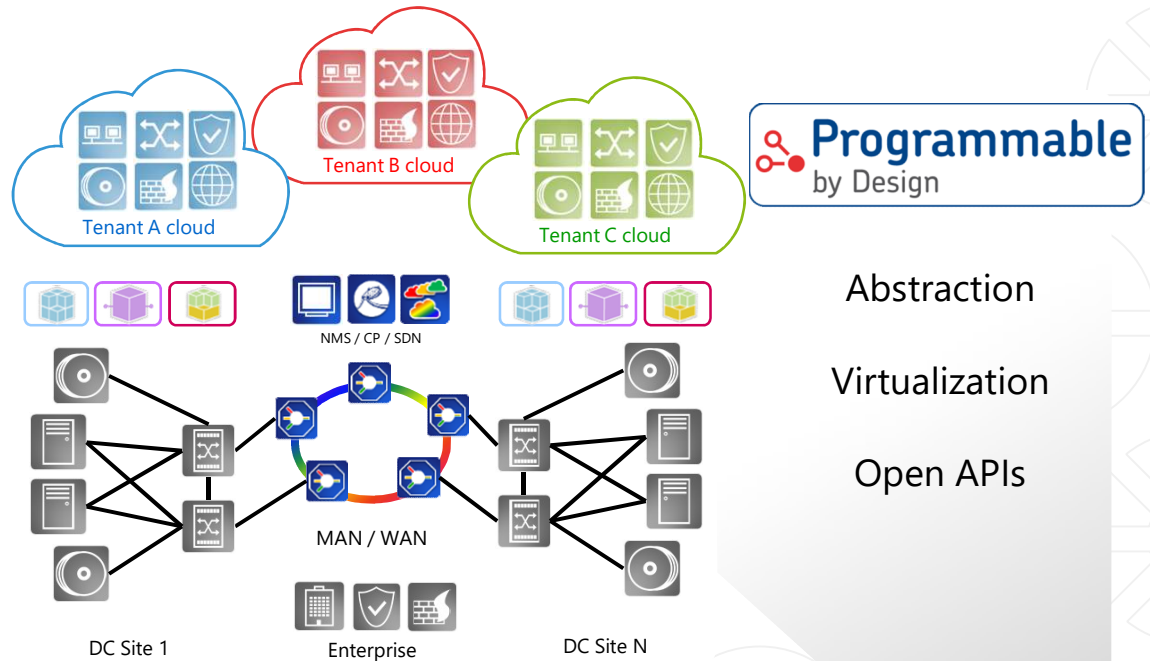 Tenant A cloud
Tenant B cloud
Tenant C cloud
Programmable
by Design
NMS / CP / SDN
MAN / WAN
DC Site 1
Enterprise
DC Site N
Abstraction
Virtualization
Open APIs